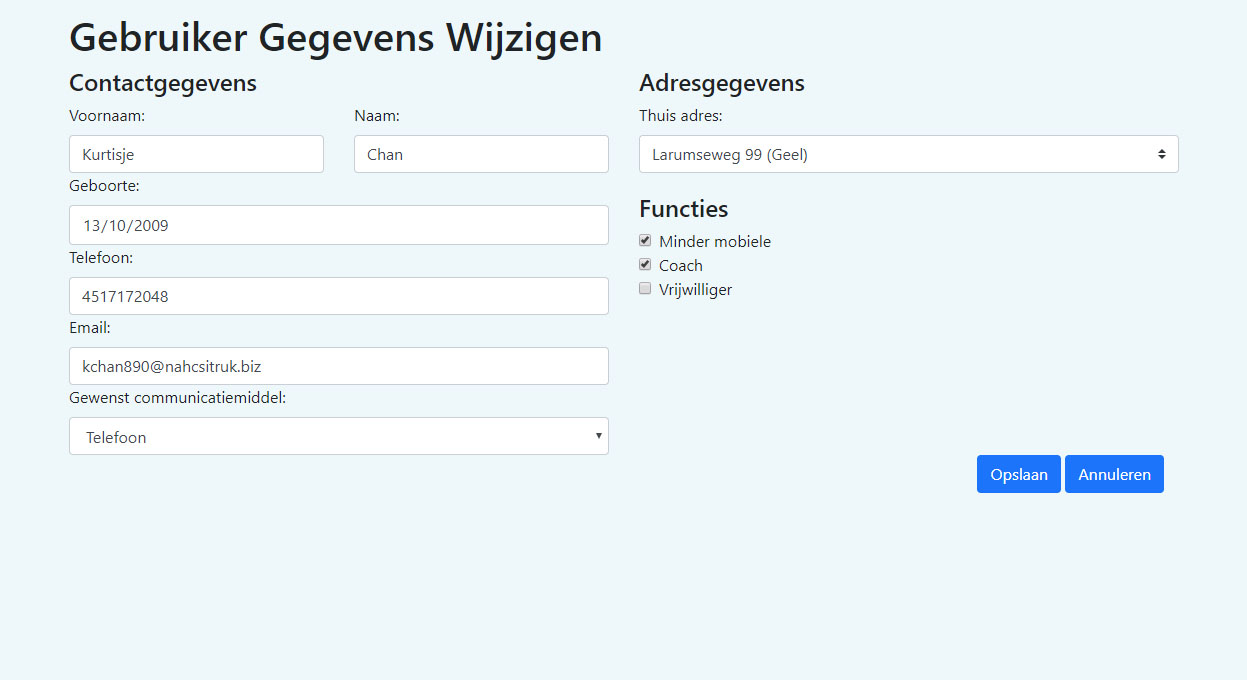 Gebruiker Gegevens Wijzigen
Contactgegevens
Voornaam:
Naam:
Kurtisje
Chan
Geboorte:
13/10/2009
Telefoon:
4517172048
Email:
kchan890@nahcsitruk.biz
Gewenst communicatiemiddel:
Telefoon
Adresgegevens
Thuis adres:
Larumseweg 99 (Geel)
Functies
Minder mobiele
Coach
Vrijwilliger
Opslaan
Annuleren